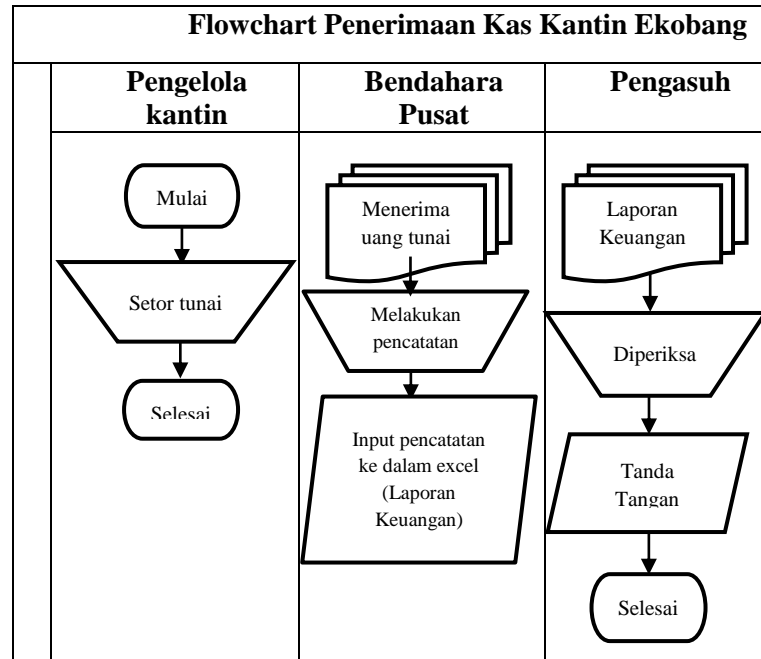 Flowchart Penerimaan Kas Kantin Ekobang
Pengelola
kantin
Bendahara
Pusat
Pengasuh
Mulai
Setor tunai
Selesai
Menerima
uang tunai
Melakukan
pencatatan
Input pencatatan
ke dalam excel
(Laporan
Keuangan)
Laporan
Keuangan
Diperiksa
Tanda
Tangan
Selesai